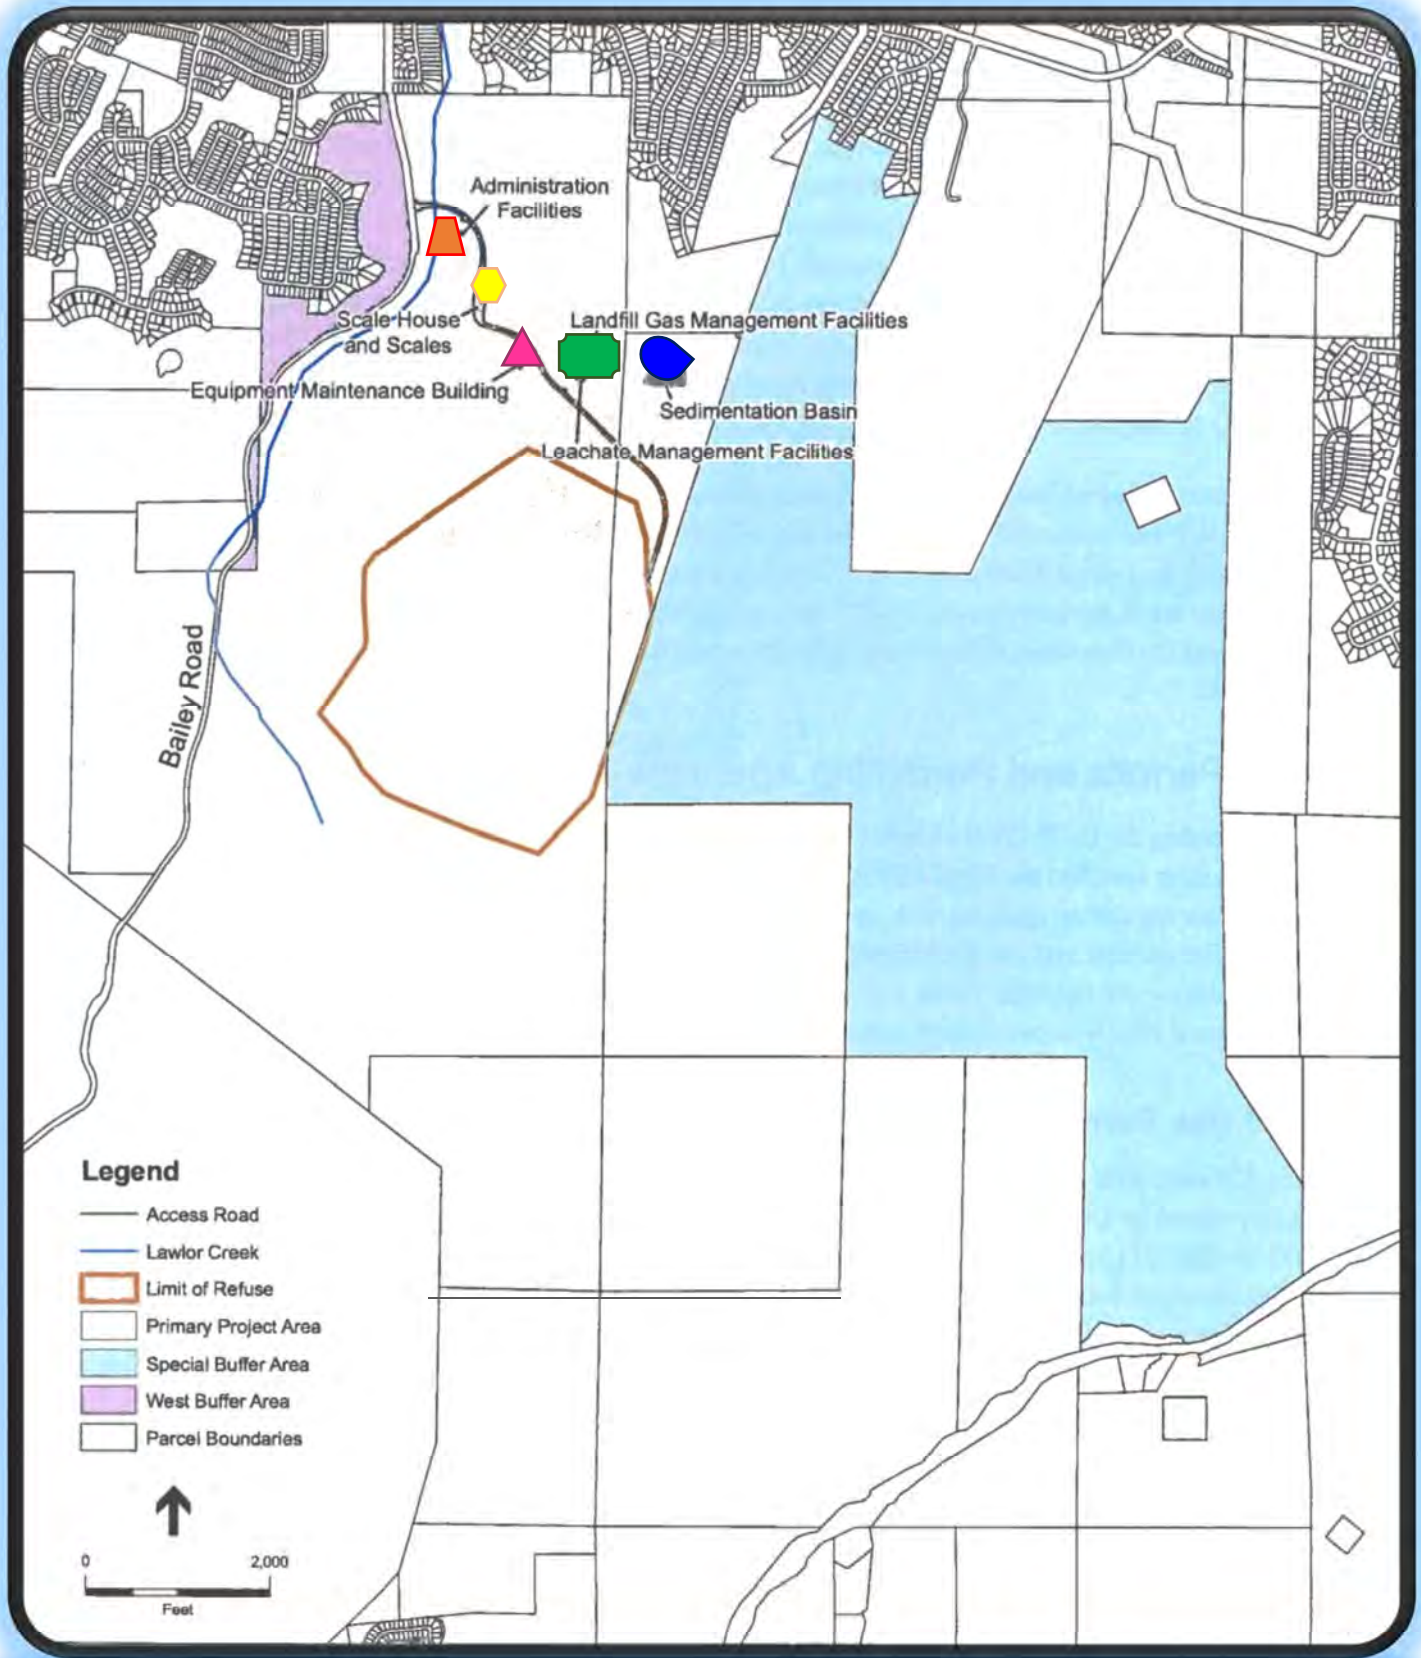 Administration
Facilities
Scale House
and Scales
Landfill Gas Management Facilities
Equipment Maintenance Building
Sedimentation Basin
Leachate Management Facilities
Bailey Road
Legend
Access Road
Lawlor Creek
Limit of Refuse
Primary Project Area
Special Buffer Area
West Buffer Area
Parcel Boundaries
0 2,000
Feet